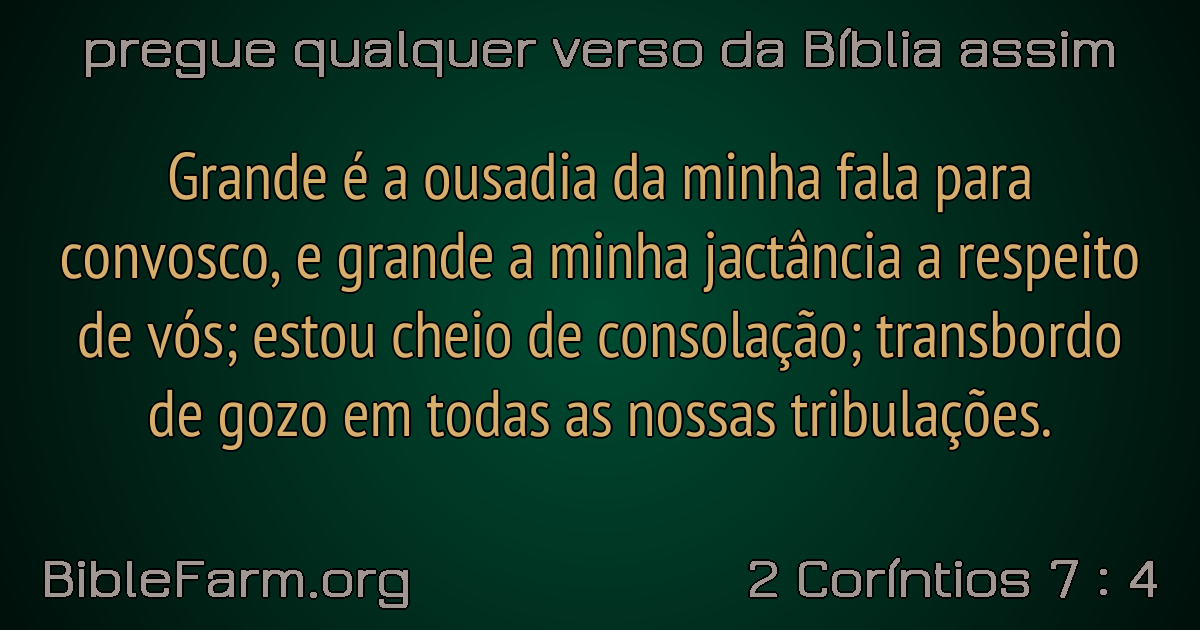 pregue qualquer verso da Bíblia assim
Grande é a ousadia da minha fala para
convosco, e grande a minha jactância a respeito
de vós; estou cheio de consolação; transbordo
de gozo em todas as nossas tribulações.
BibleFarm.org
2 Coríntios 7 : 4